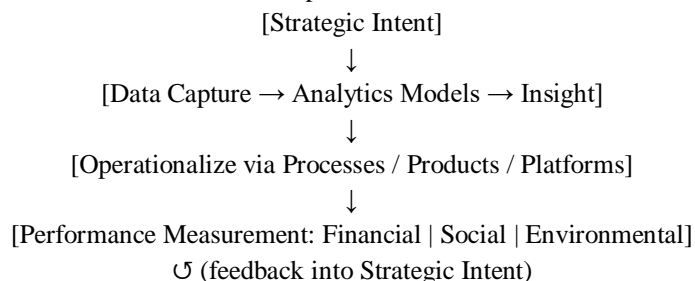 [Strategic Intent]
↓
[Data Capture → Analytics Models → Insight]
↓
[Operationalize via Processes / Products / Platforms]
↓
[Performance Measurement: Financial | Social | Environmental]
↺ (feedback into Strategic Intent)